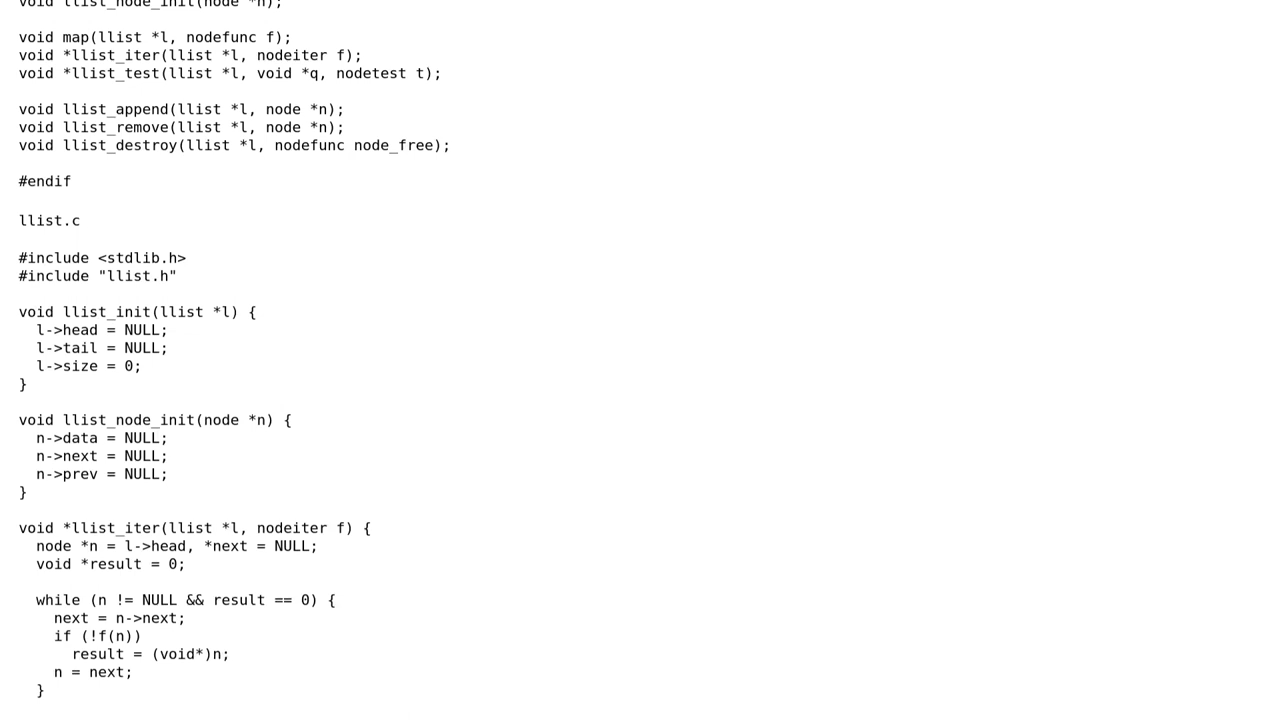 void llist_node_init(node *n);

void map(llist *l, nodefunc f);
void *llist_iter(llist *l, nodeiter f);
void *llist_test(llist *l, void *q, nodetest t);

void llist_append(llist *l, node *n);
void llist_remove(llist *l, node *n);
void llist_destroy(llist *l, nodefunc node_free);

#endif

llist.c

#include <stdlib.h>
#include "llist.h"

void llist_init(llist *l) {
  l->head = NULL;
  l->tail = NULL;
  l->size = 0;
}

void llist_node_init(node *n) {
  n->data = NULL;
  n->next = NULL;
  n->prev = NULL;
}

void *llist_iter(llist *l, nodeiter f) {
  node *n = l->head, *next = NULL;
  void *result = 0;

  while (n != NULL && result == 0) {
    next = n->next;
    if (!f(n))
      result = (void*)n;
    n = next;
  }